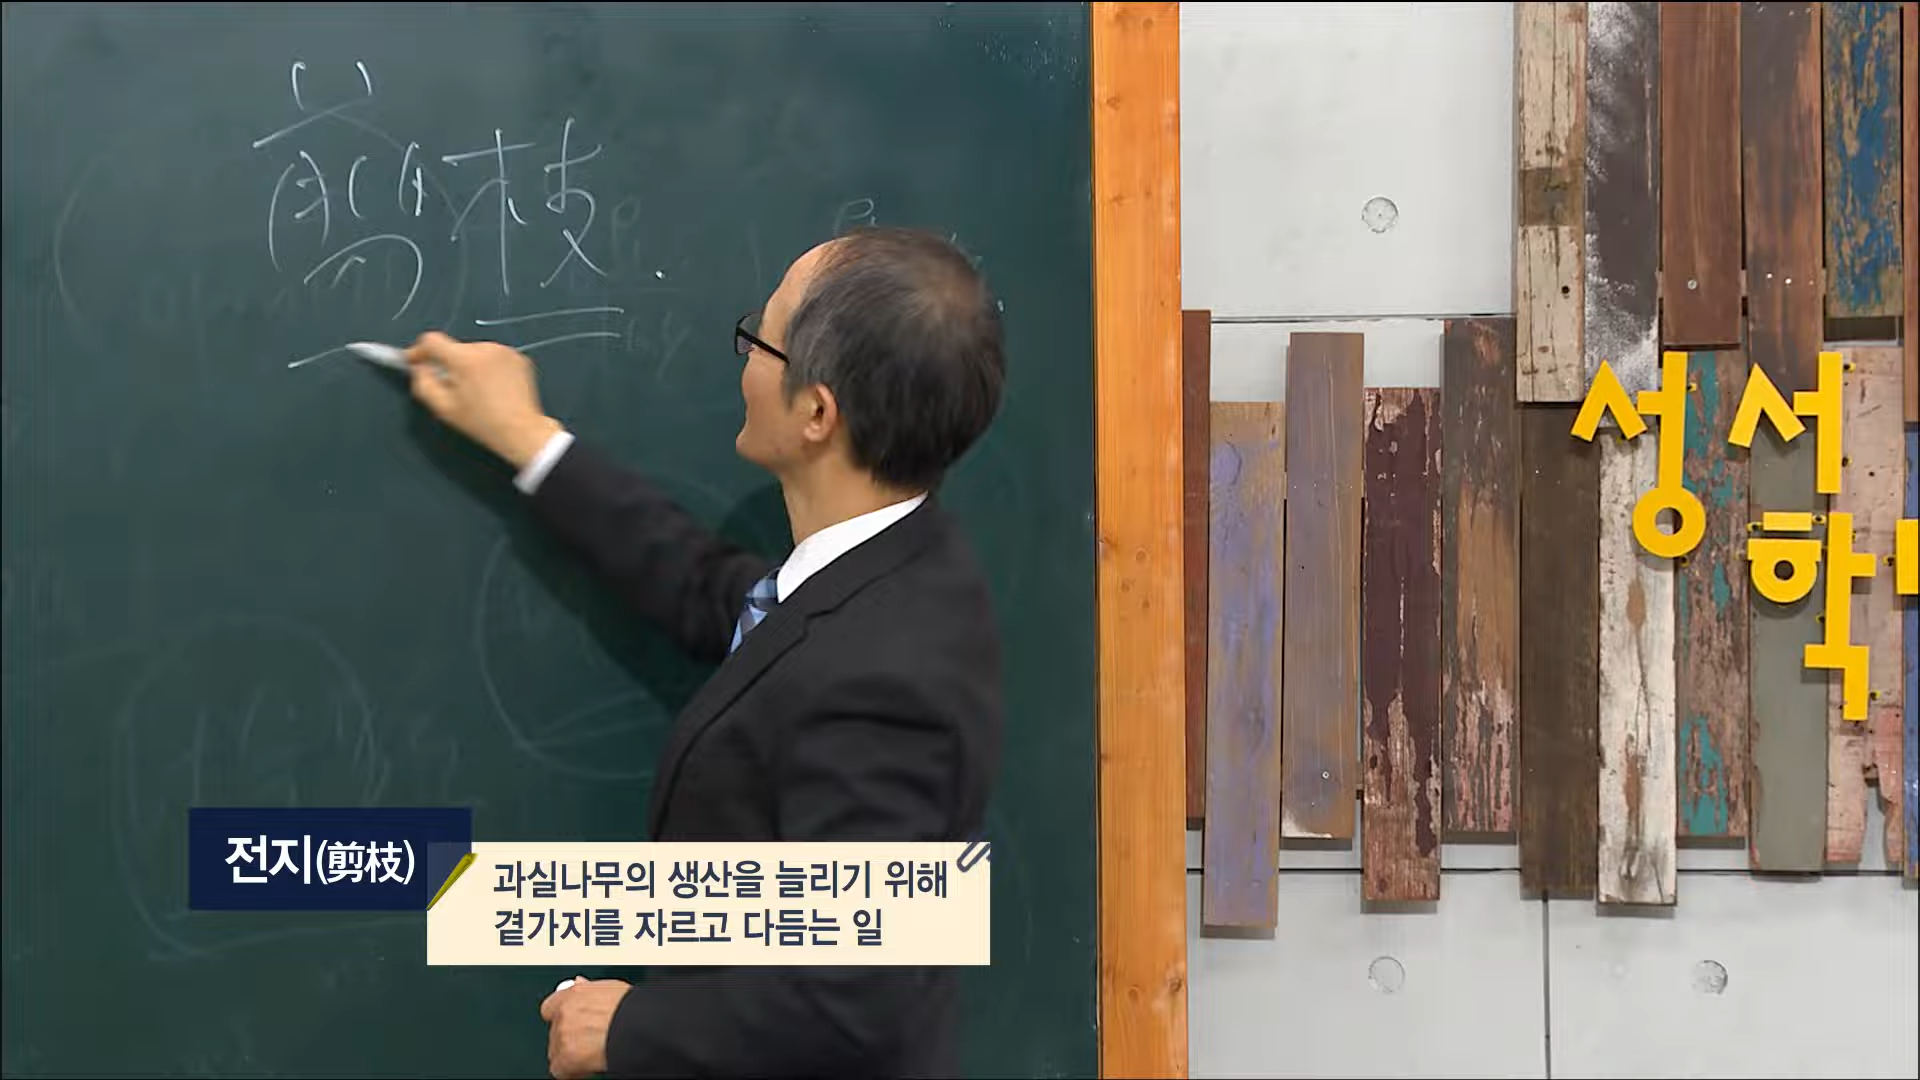 剪枝
성서
학
전지(剪枝)
과실나무의 생산을 늘리기 위해
곁가지를 자르고 다듬는 일